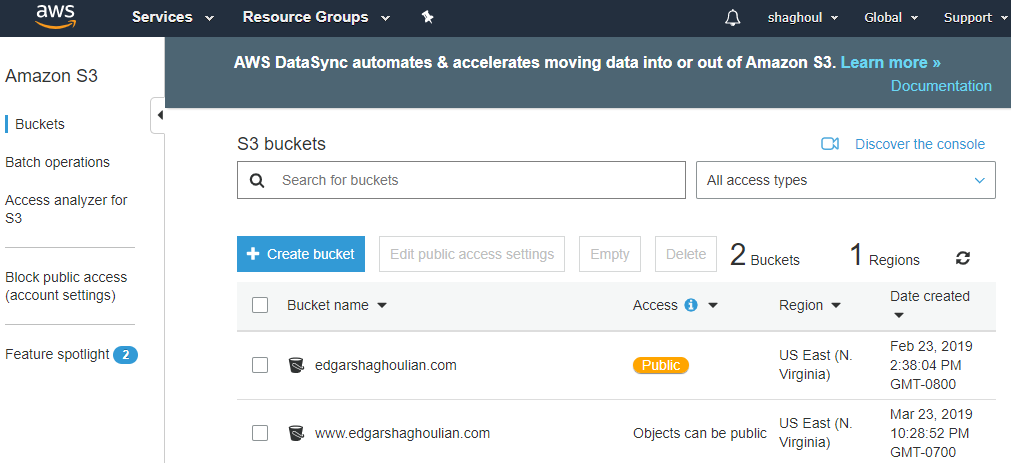 aws Services Resource Groups shaghoul Global Support
AWS DataSync automates & accelerates moving data into or out of Amazon S3. Learn more »
Documentation
Amazon S3
Buckets
Batch operations
Access analyzer for
S3
Block public access
(account settings)
Feature spotlight 2
S3 buckets Discover the console
Search for buckets All access types
Create bucket Edit public access settings Empty Delete 2 Buckets 1 Regions
Bucket name Access Region Date created
edgarshaghoulian.com Public US East (N. Feb 23, 2019
Virginia) 2:38:04 PM
GMT-0800
www.edgarshaghoulian.com Objects can be public US East (N. Mar 23, 2019
Virginia) 10:28:52 PM
GMT-0700